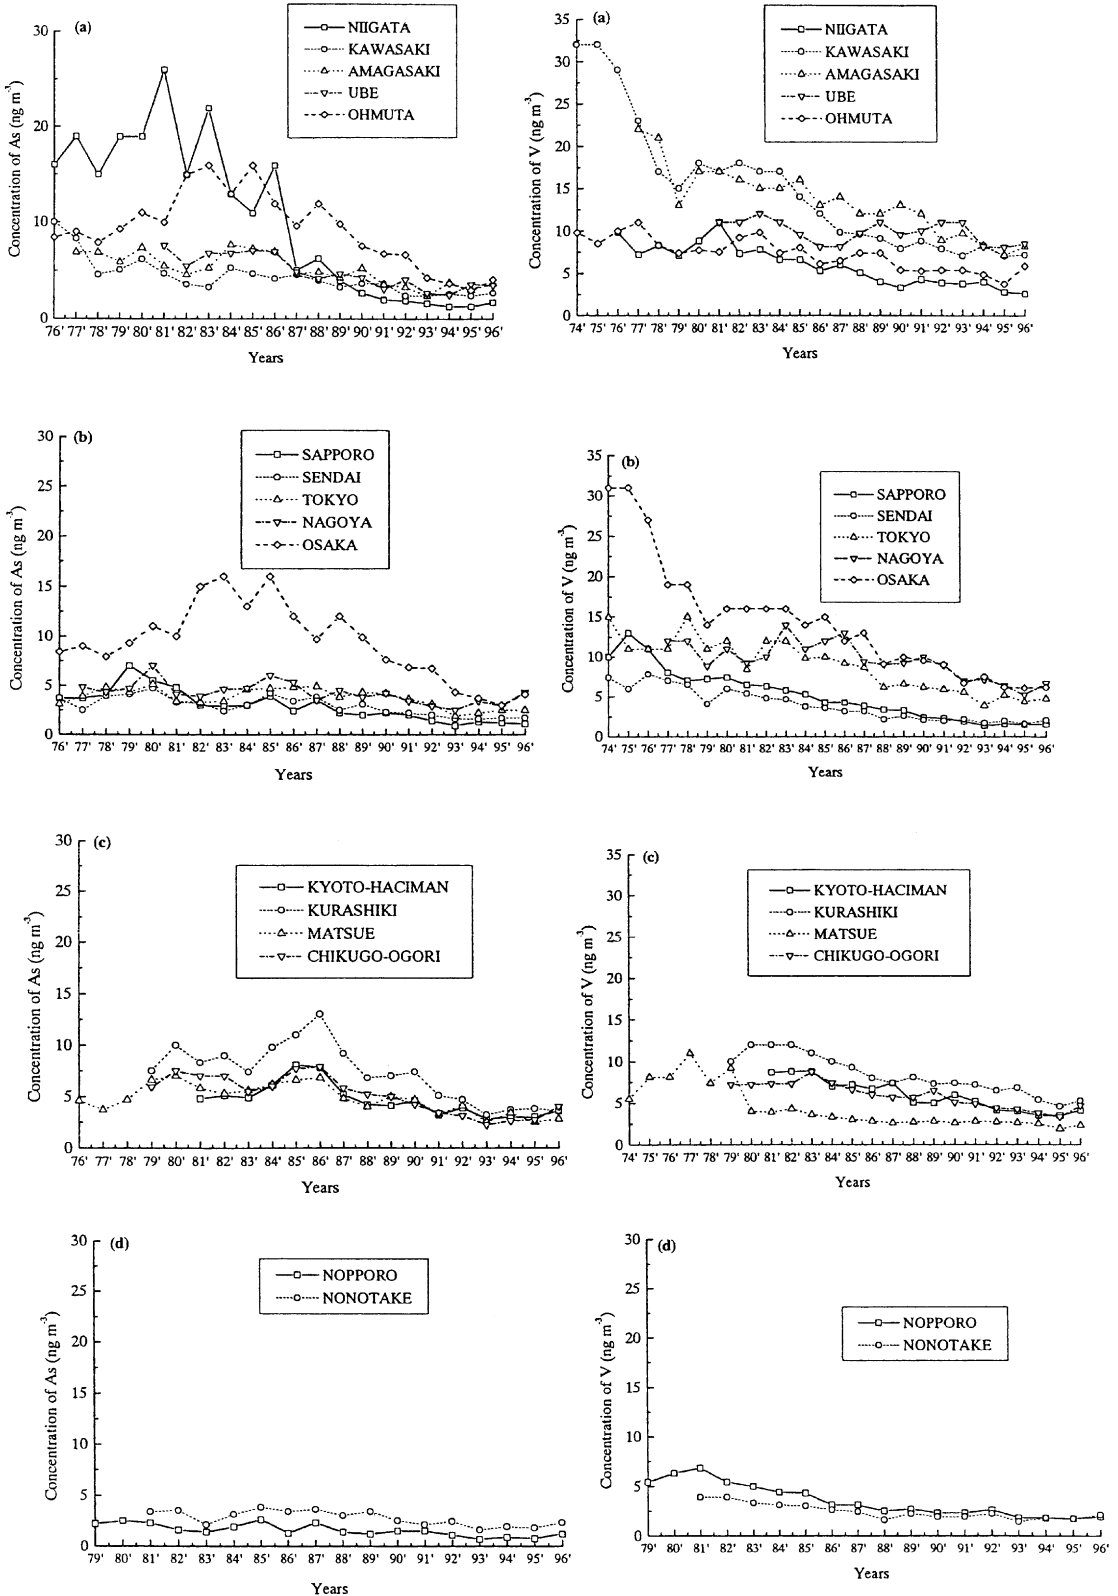 (a)
NIIGATA
KAWASAKI
AMAGASAKI
UBE
OHMUTA
Concentration of As (ng m-3)
30
20
10
0
76' 77' 78' 79' 80' 81' 82' 83' 84' 85' 86' 87' 88' 89' 90' 91' 92' 93' 94' 95' 96'
Years
(a)
NIIGATA
KAWASAKI
AMAGASAKI
UBE
OHMUTA
Concentration of V (ng m-3)
35
30
25
20
15
10
5
0
74' 75' 76' 77' 78' 79' 80' 81' 82' 83' 84' 85' 86' 87' 88' 89' 90' 91' 92' 93' 94' 95' 96'
Years
(b)
SAPPORO
SENDAI
TOKYO
NAGOYA
OSAKA
Concentration of As (ng m-3)
30
25
20
15
10
5
0
76' 77' 78' 79' 80' 81' 82' 83' 84' 85' 86' 87' 88' 89' 90' 91' 92' 93' 94' 95' 96'
Years
(b)
SAPPORO
SENDAI
TOKYO
NAGOYA
OSAKA
Concentration of V (ng m-3)
35
30
25
20
15
10
5
0
74' 75' 76' 77' 78' 79' 80' 81' 82' 83' 84' 85' 86' 87' 88' 89' 90' 91' 92' 93' 94' 95' 96'
Years
(c)
KYOTO-HACIMAN
KURASHIKI
MATSUE
CHIKUGO-OGORI
Concentration of As (ng m-3)
30
25
20
15
10
5
0
76' 77' 78' 79' 80' 81' 82' 83' 84' 85' 86' 87' 88' 89' 90' 91' 92' 93' 94' 95' 96'
Years
(c)
KYOTO-HACIMAN
KURASHIKI
MATSUE
CHIKUGO-OGORI
Concentration of V (ng m-3)
35
30
25
20
15
10
5
0
74' 75' 76' 77' 78' 79' 80' 81' 82' 83' 84' 85' 86' 87' 88' 89' 90' 91' 92' 93' 94' 95' 96'
Years
(d)
NOPPORO
NONOTAKE
Concentration of As (ng m-3)
30
25
20
15
10
5
0
79' 80' 81' 82' 83' 84' 85' 86' 87' 88' 89' 90' 91' 92' 93' 94' 95' 96'
Years
(d)
NOPPORO
NONOTAKE
Concentration of V (ng m-3)
30
25
20
15
10
5
0
79' 80' 81' 82' 83' 84' 85' 86' 87' 88' 89' 90' 91' 92' 93' 94' 95' 96'
Years